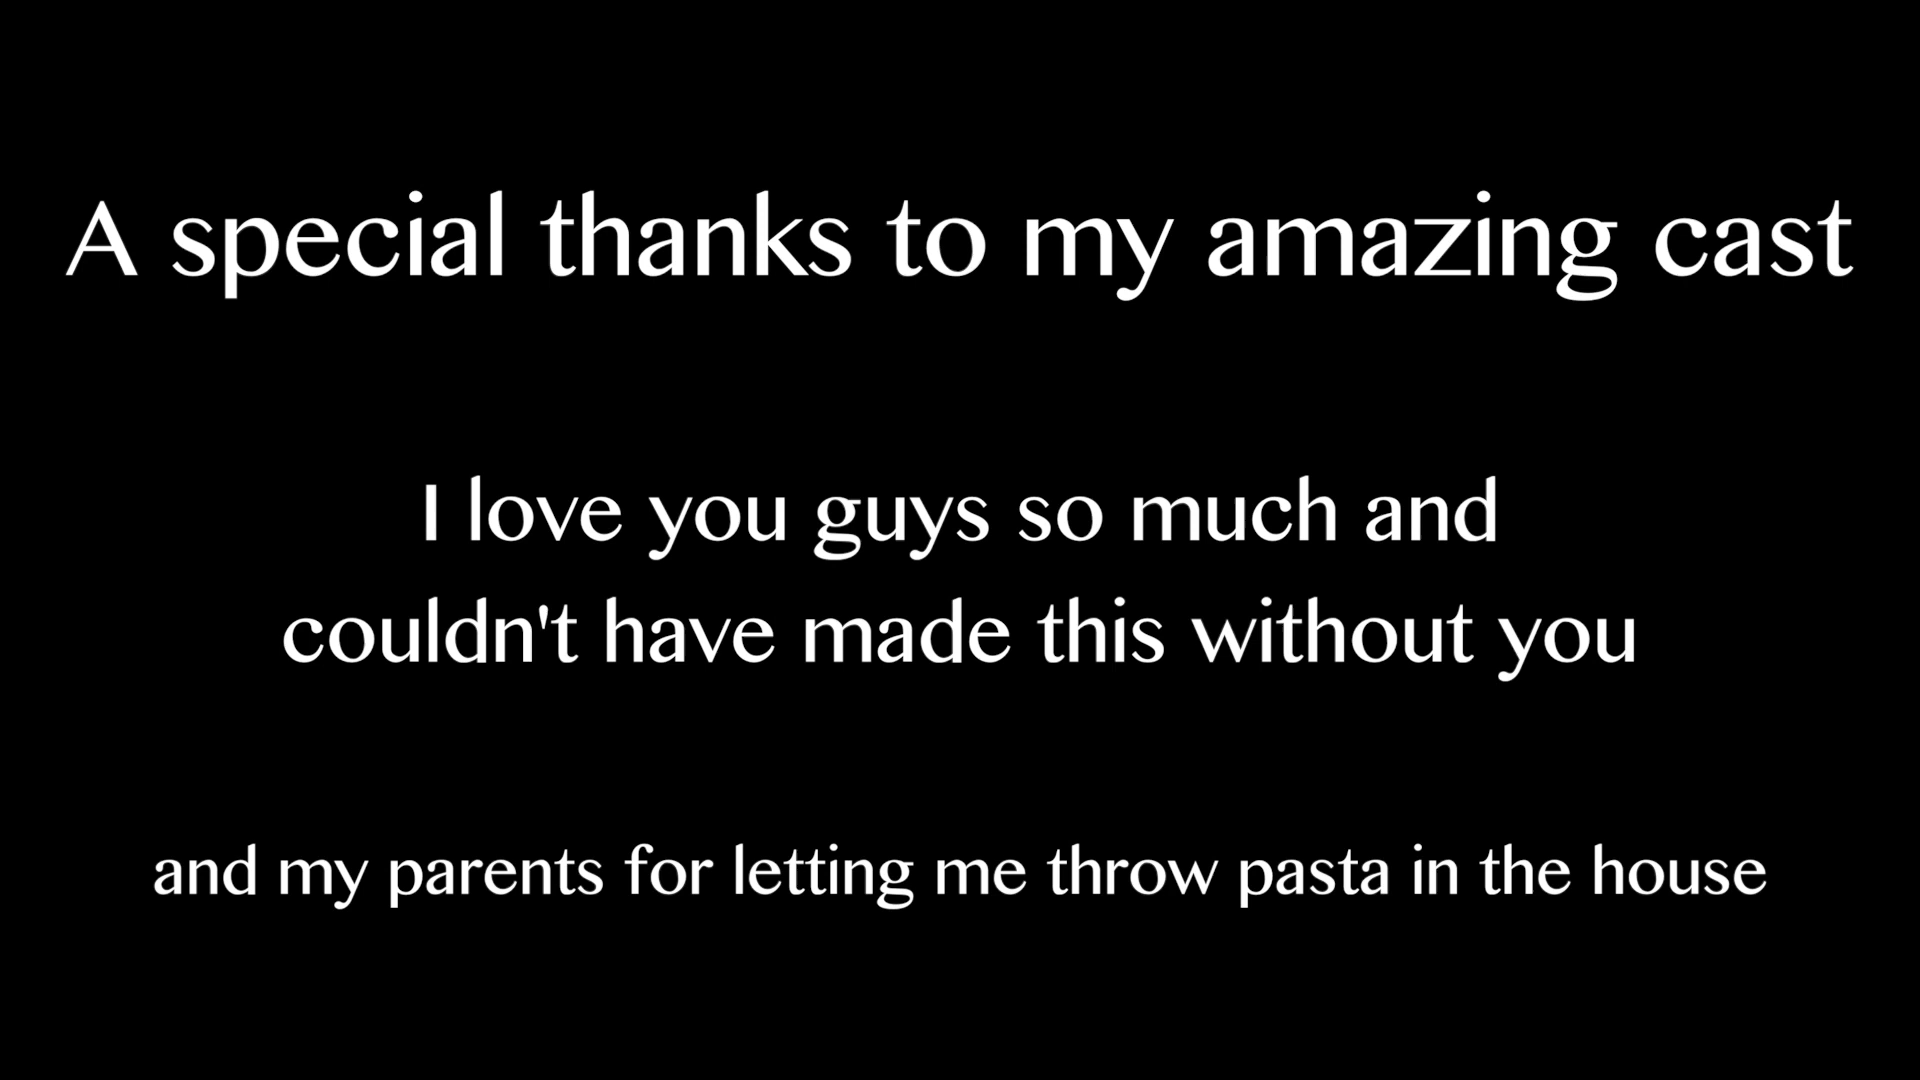 A special thanks to my amazing cast
I love you guys so much and
couldn't have made this without you
and my parents for letting me throw pasta in the house